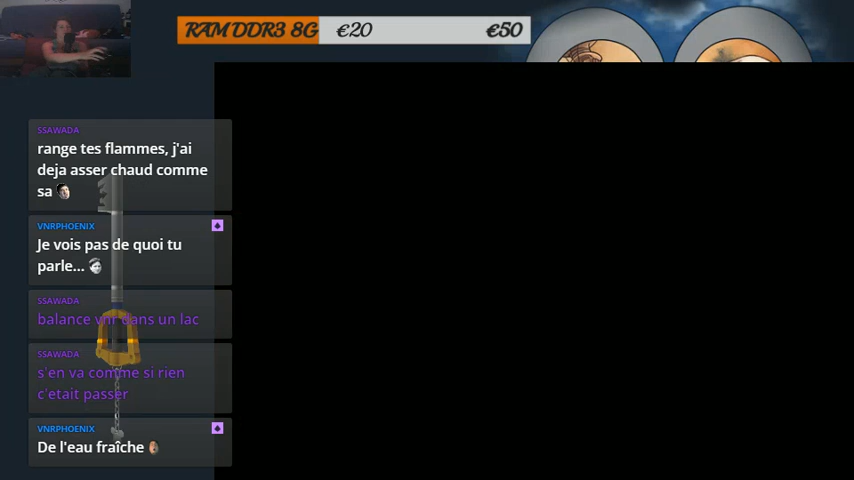 RAM DDR3 8G €20 €50
SSAWADA
range tes flammes, j'ai
deja asser chaud comme
sa
VNRPHOENIX
Je vois pas de quoi tu
parle...
SSAWADA
balance vnr dans un lac
SSAWADA
s'en va comme si rien
c'etait passer
VNRPHOENIX
De l'eau fraîche